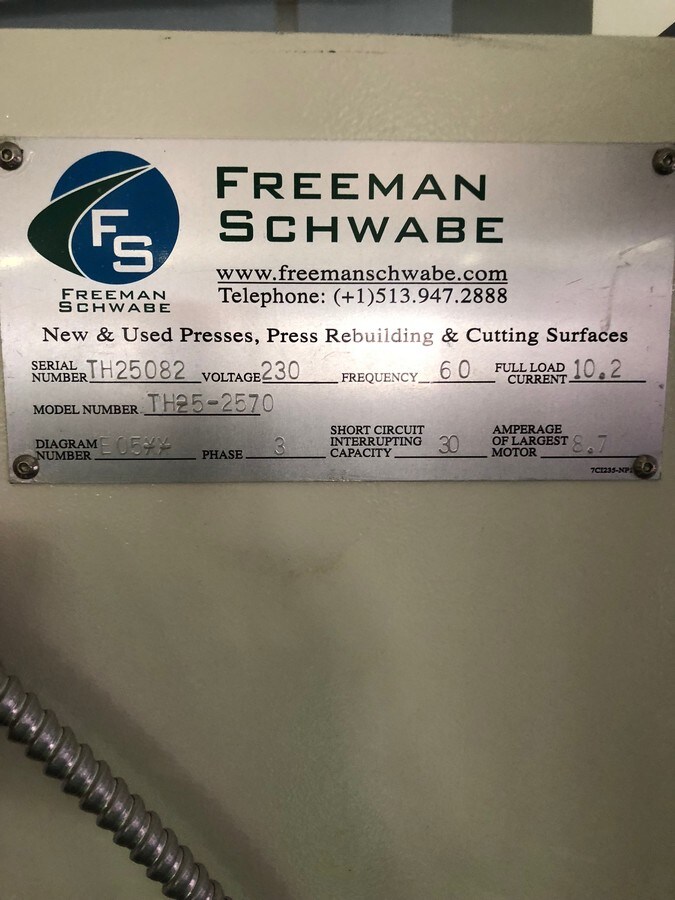 FS
FREEMAN
SCHWABE
FREEMAN
SCHWABE
www.freemanschwabe.com
Telephone: (+1)513.947.2888
New & Used Presses, Press Rebuilding & Cutting Surfaces
SERIAL NUMBER TH25082 VOLTAGE 230 FREQUENCY 60 FULL LOAD CURRENT 10.2
MODEL NUMBER TH25-2570
DIAGRAM NUMBER PHASE 3 SHORT CIRCUIT INTERRUPTING CAPACITY 30 AMPERAGE OF LARGEST MOTOR 8.7